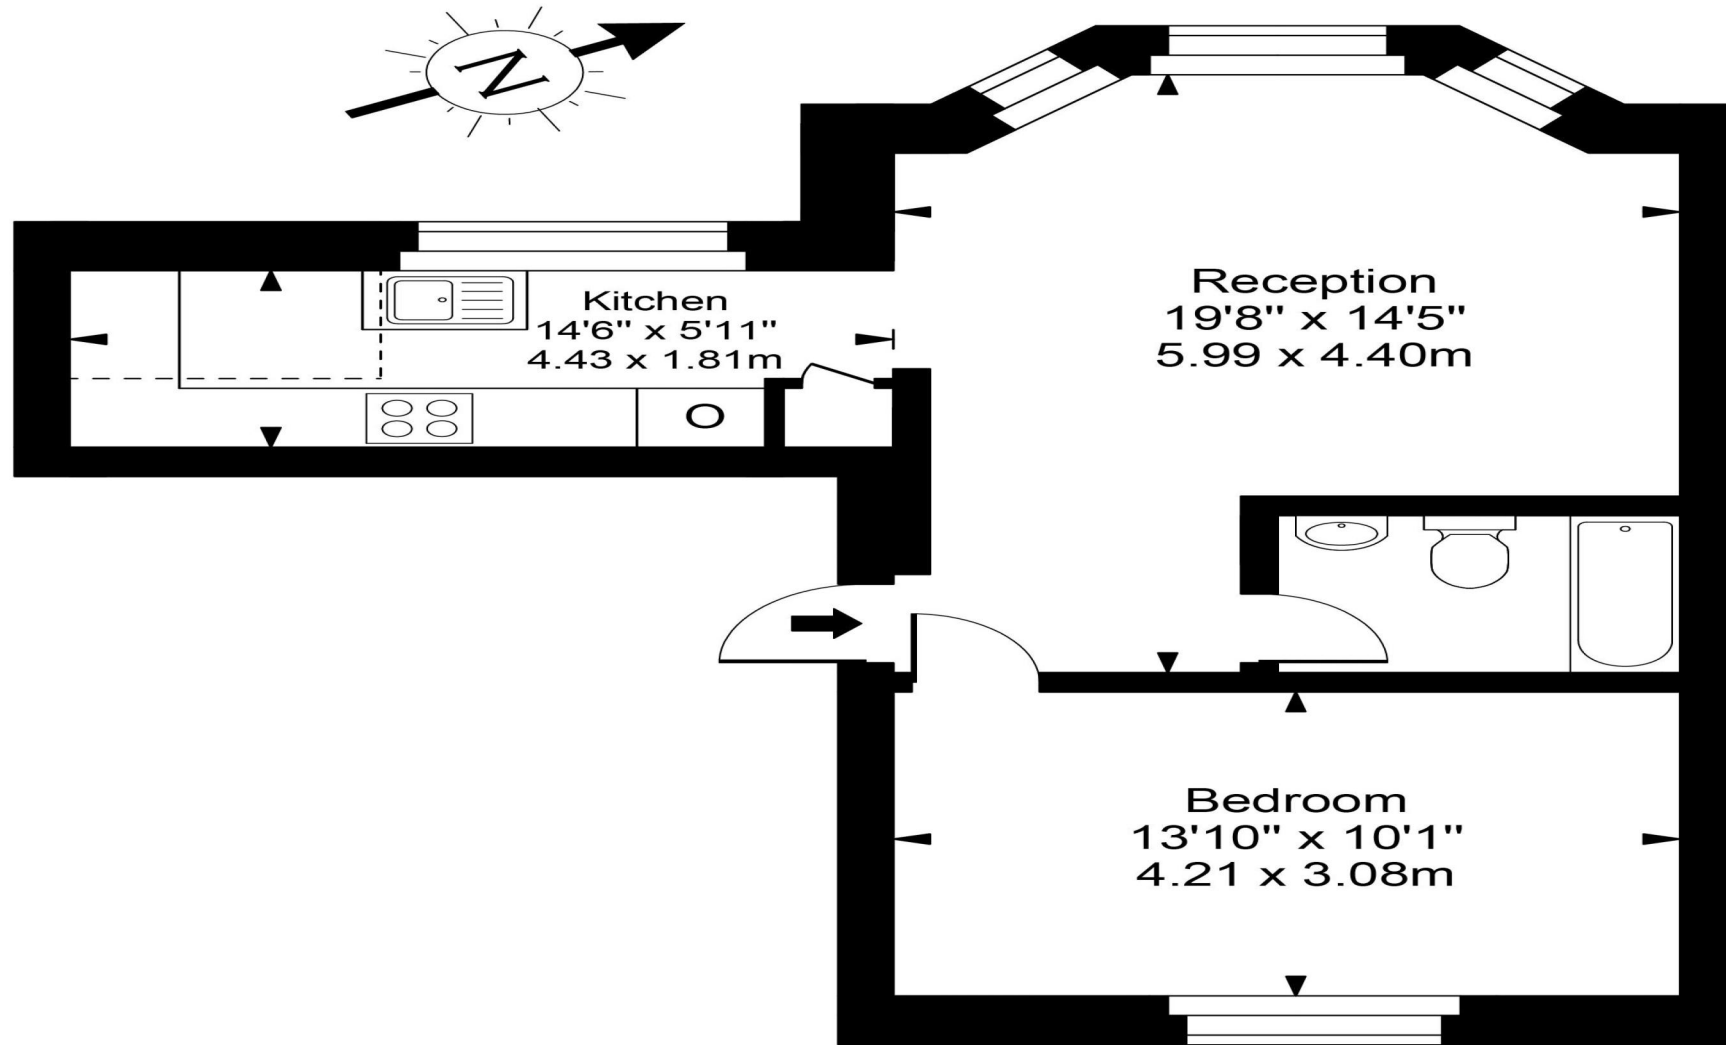 N
Kitchen
14'6" x 5'11"
4.43 x 1.81m
O
Reception
19'8" x 14'5"
5.99 x 4.40m
Bedroom
13'10" x 10'1"
4.21 x 3.08m